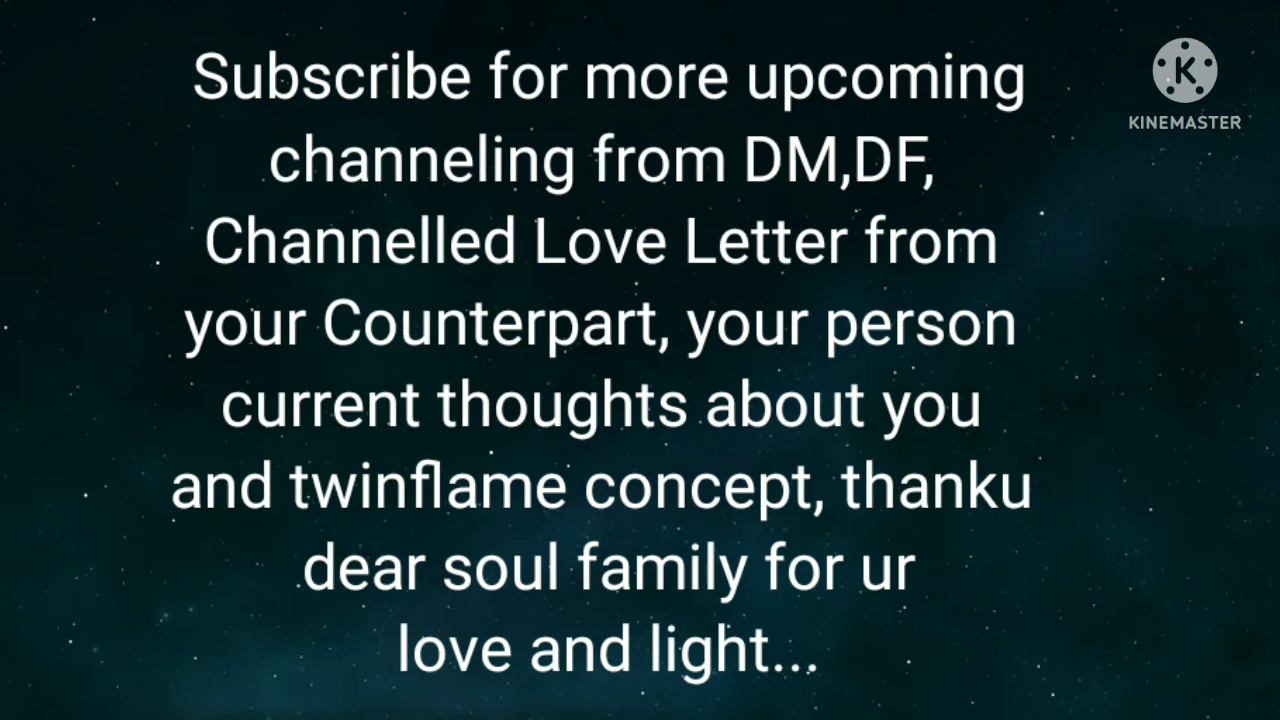 Subscribe for more upcoming
channeling from DM,DF,
Channelled Love Letter from
your Counterpart, your person
current thoughts about you
and twinflame concept, thanku
dear soul family for ur
love and light...
K
KINEMASTER